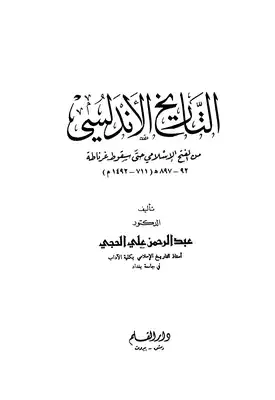 التاريخ الأندلسي
من الفتح الإسلامي حتى سقوط غرناطة
٩٢-٨٩٧ هـ (٧١١-١٤٩٢ م)
تأليف
الدكتور
عبد الرحمن علي الحجي
أستاذ التاريخ الإسلامي بكلية الآداب
في جامعة بغداد
دار القلم
دمشق - بيروت